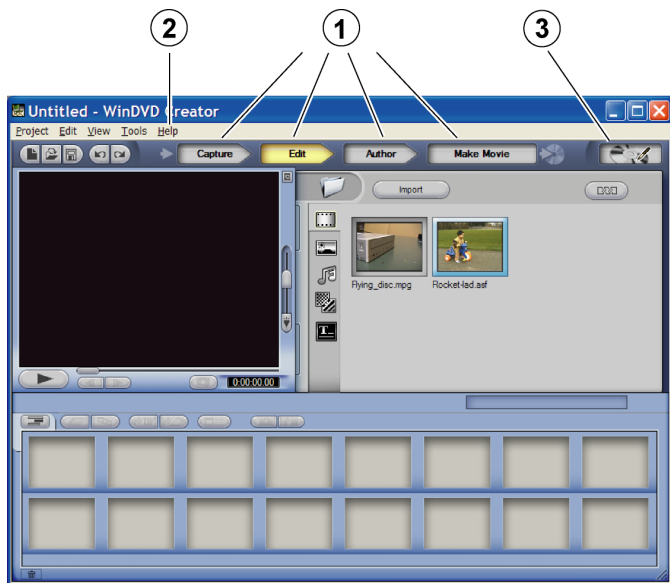 2 1 3
Untitled - WinDVD Creator
Project Edit View Tools Help
Capture Edit Author Make Movie
Import
Flying_disc.mpg Rocket-lad.asf
T
0:00:00.00